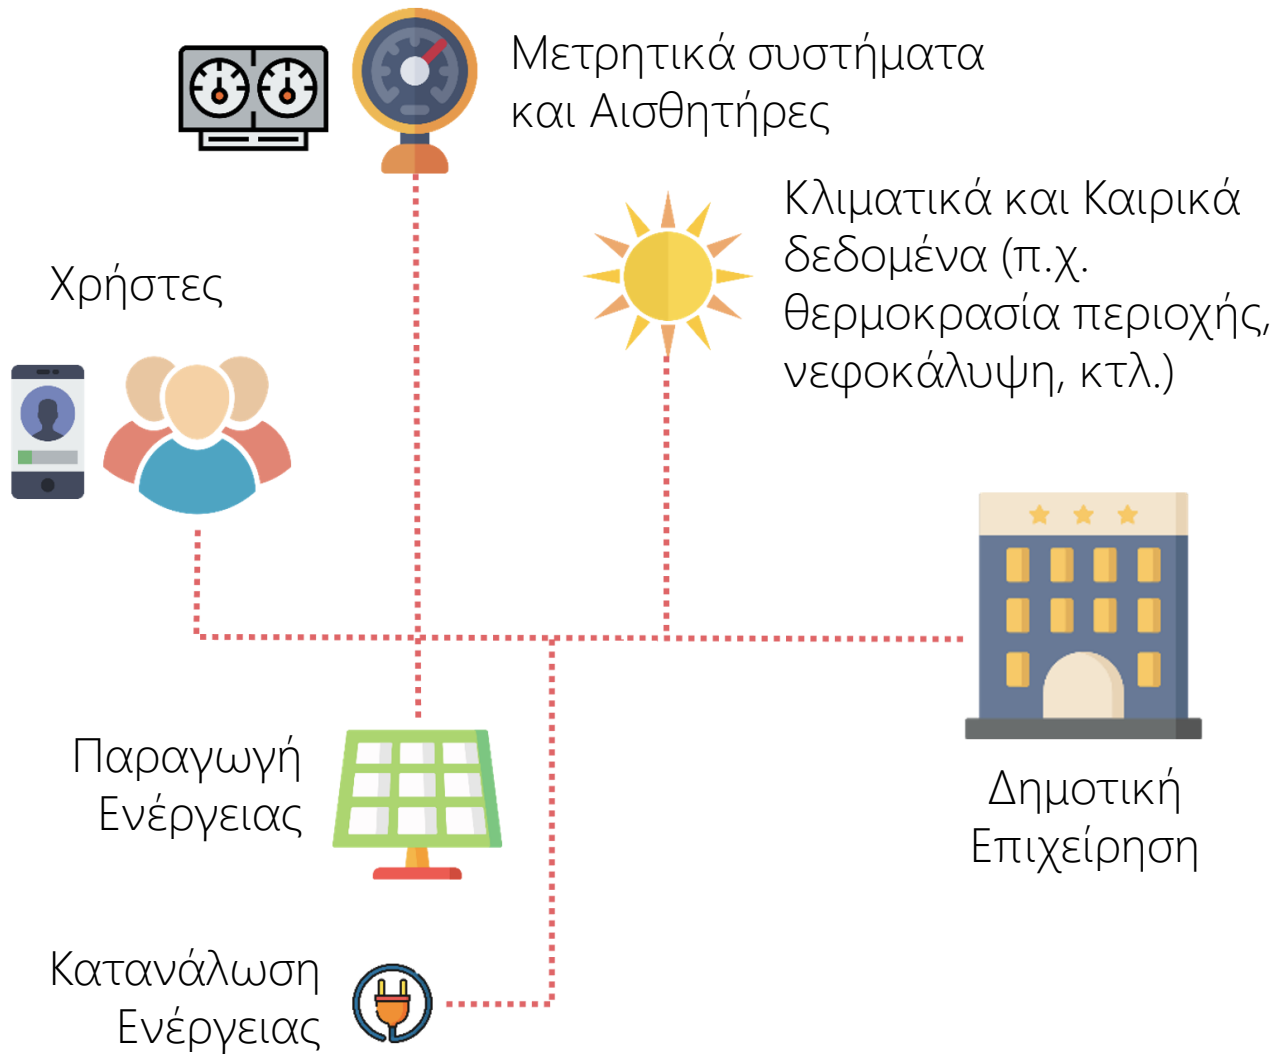 Μετρητικά συστήματα
και Αισθητήρες
Κλιματικά και Καιρικά
δεδομένα (π.χ.
θερμοκρασία περιοχής,
νεφοκάλυψη, κτλ.)
Χρήστες
Παραγωγή
Ενέργειας
Δημοτική
Επιχείρηση
Κατανάλωση
Ενέργειας